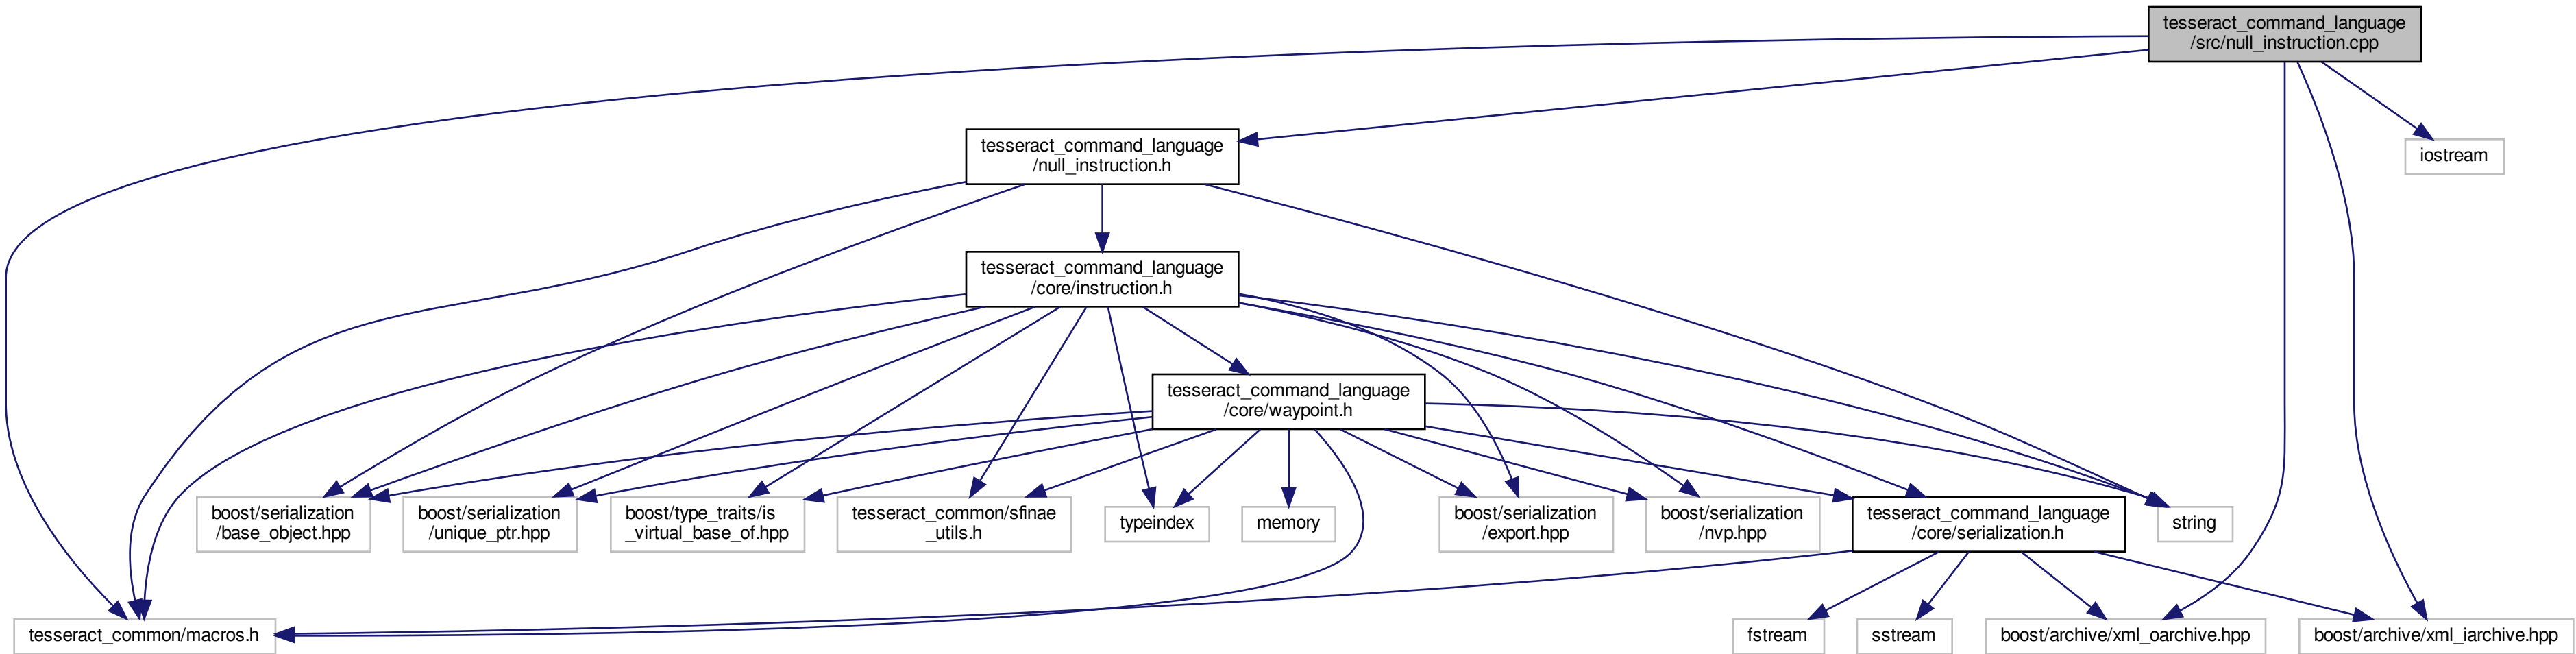 tesseract_command_language
/src/null_instruction.cpp
tesseract_command_language
/null_instruction.h
iostream
tesseract_command_language
/core/instruction.h
tesseract_command_language
/core/waypoint.h
boost/serialization
/base_object.hpp
boost/serialization
/unique_ptr.hpp
boost/type_traits/is
_virtual_base_of.hpp
tesseract_common/sfinae
_utils.h
typeindex
memory
boost/serialization
/export.hpp
boost/serialization
/nvp.hpp
tesseract_command_language
/core/serialization.h
string
tesseract_common/macros.h
fstream
sstream
boost/archive/xml_oarchive.hpp
boost/archive/xml_iarchive.hpp